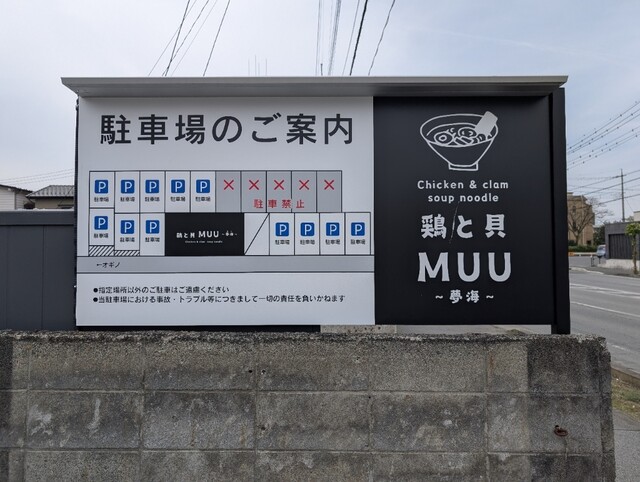 駐車場のご案内
P P P P P × × × × ×
駐車場 駐車場 駐車場 駐車場 駐車場 駐車禁止
P P P 鶏と貝 MUU ～夢海～ P P P P
駐車場 駐車場 駐車場 Chicken & clam soup noodle 駐車場 駐車場 駐車場 駐車場
←オギノ
●指定場所以外のご駐車はご遠慮ください
●当駐車場における事故・トラブル等につきまして一切の責任を負いかねます
Chicken & clam
soup noodle
鶏と貝
MUU
～夢海～